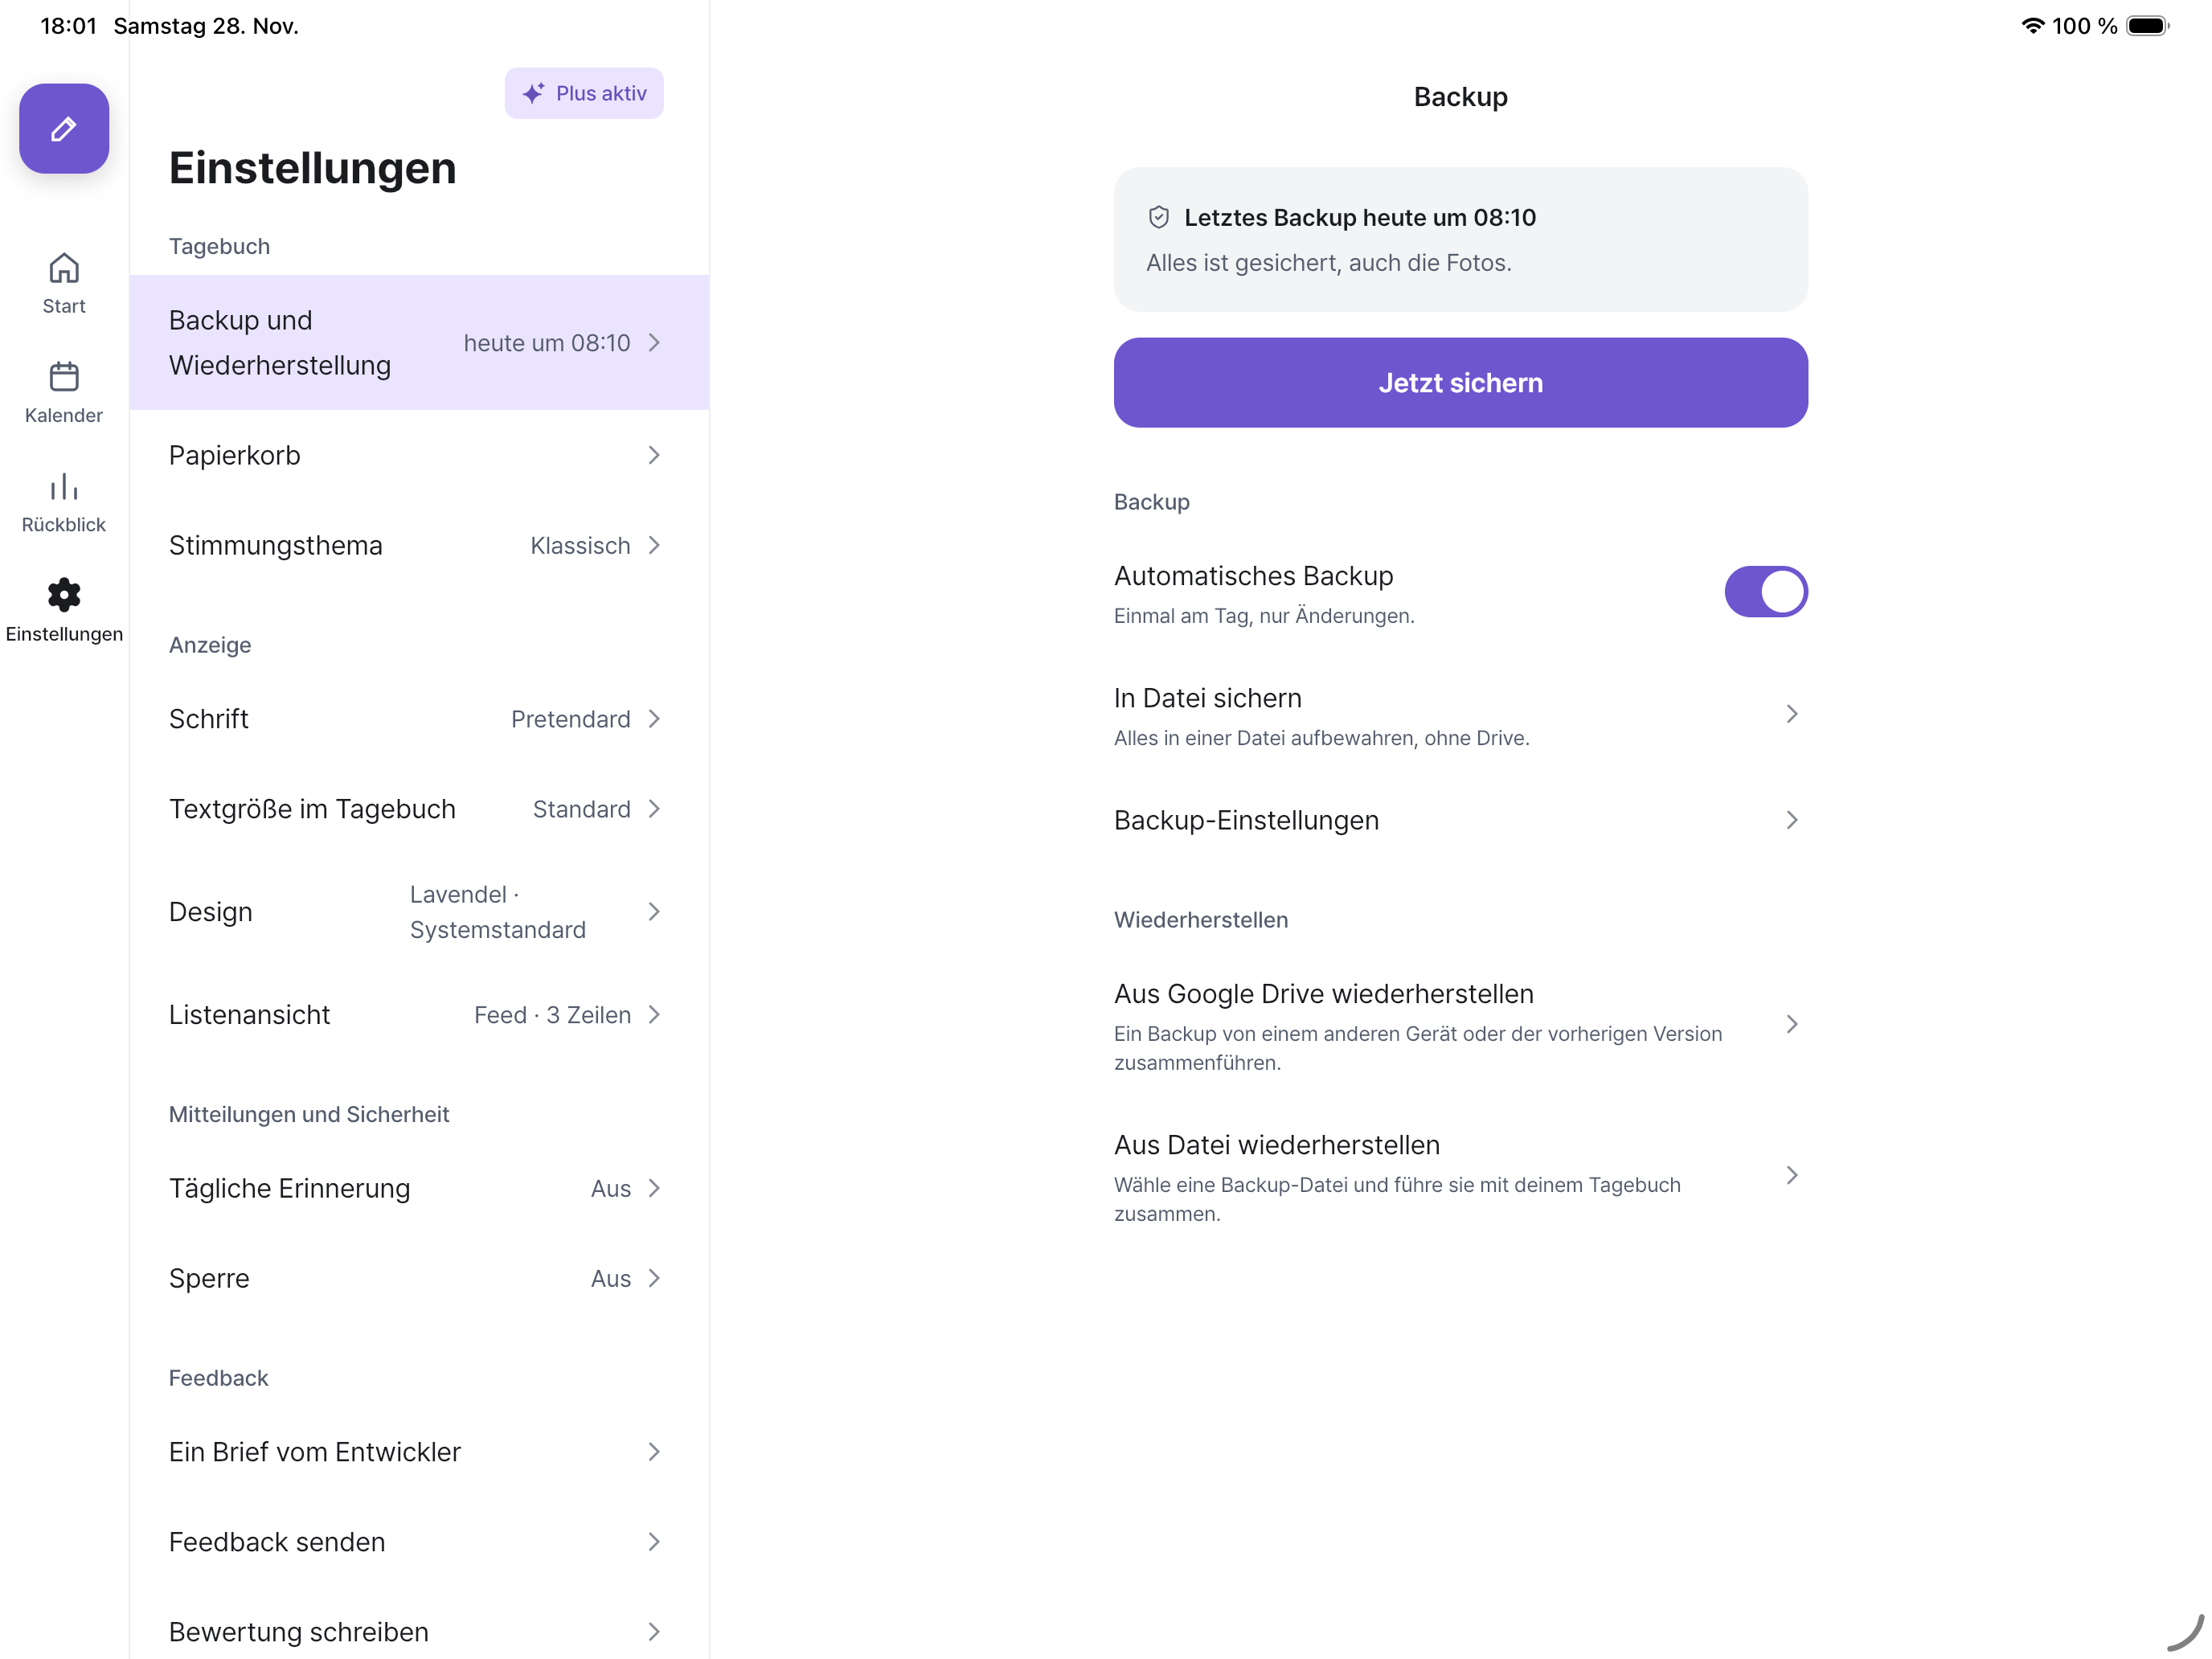 18:01 Samstag 28. Nov.
100 %
Plus aktiv
Einstellungen
Tagebuch
Backup und
Wiederherstellung
heute um 08:10
Papierkorb
Stimmungsthema
Klassisch
Anzeige
Schrift
Pretendard
Textgröße im Tagebuch
Standard
Design
Lavendel ·
Systemstandard
Listenansicht
Feed · 3 Zeilen
Mitteilungen und Sicherheit
Tägliche Erinnerung
Aus
Sperre
Aus
Feedback
Ein Brief vom Entwickler
Feedback senden
Bewertung schreiben
Start
Kalender
Rückblick
Einstellungen
Backup
Letztes Backup heute um 08:10
Alles ist gesichert, auch die Fotos.
Jetzt sichern
Backup
Automatisches Backup
Einmal am Tag, nur Änderungen.
In Datei sichern
Alles in einer Datei aufbewahren, ohne Drive.
Backup-Einstellungen
Wiederherstellen
Aus Google Drive wiederherstellen
Ein Backup von einem anderen Gerät oder der vorherigen Version
zusammenführen.
Aus Datei wiederherstellen
Wähle eine Backup-Datei und führe sie mit deinem Tagebuch
zusammen.